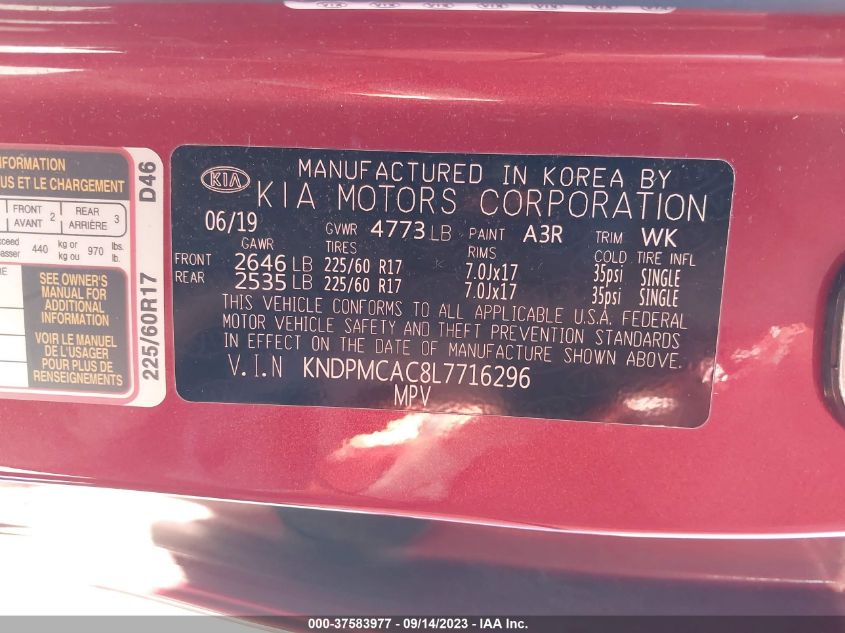 NFORMATION
US ET LE CHARGEMENT
FRONT 2 REAR 3
AVANT ARRIÈRE
440 kg or 970 lbs.
kg ou lb.
SEE OWNER'S
MANUAL FOR
ADDITIONAL
INFORMATION
VOIR LE MANUEL
DE L'USAGER
POUR PLUS DE
RENSEIGNEMENTS
225/60R17 D46
KIA MANUFACTURED IN KOREA BY
KIA MOTORS CORPORATION
06/19 GVWR 4773 LB PAINT A3R TRIM WK
GAWR TIRES RIMS COLD TIRE INFL
FRONT 2646 LB 225/60 R17 7.0Jx17 35psi SINGLE
REAR 2535 LB 225/60 R17 7.0Jx17 35psi SINGLE
THIS VEHICLE CONFORMS TO ALL APPLICABLE U.S.A. FEDERAL
MOTOR VEHICLE SAFETY AND THEFT PREVENTION STANDARDS
IN EFFECT ON THE DATE OF MANUFACTURE SHOWN ABOVE.
V.I.N KNDPMCAC8L7716296
MPV
000-37583977 - 09/14/2023 - IAA Inc.